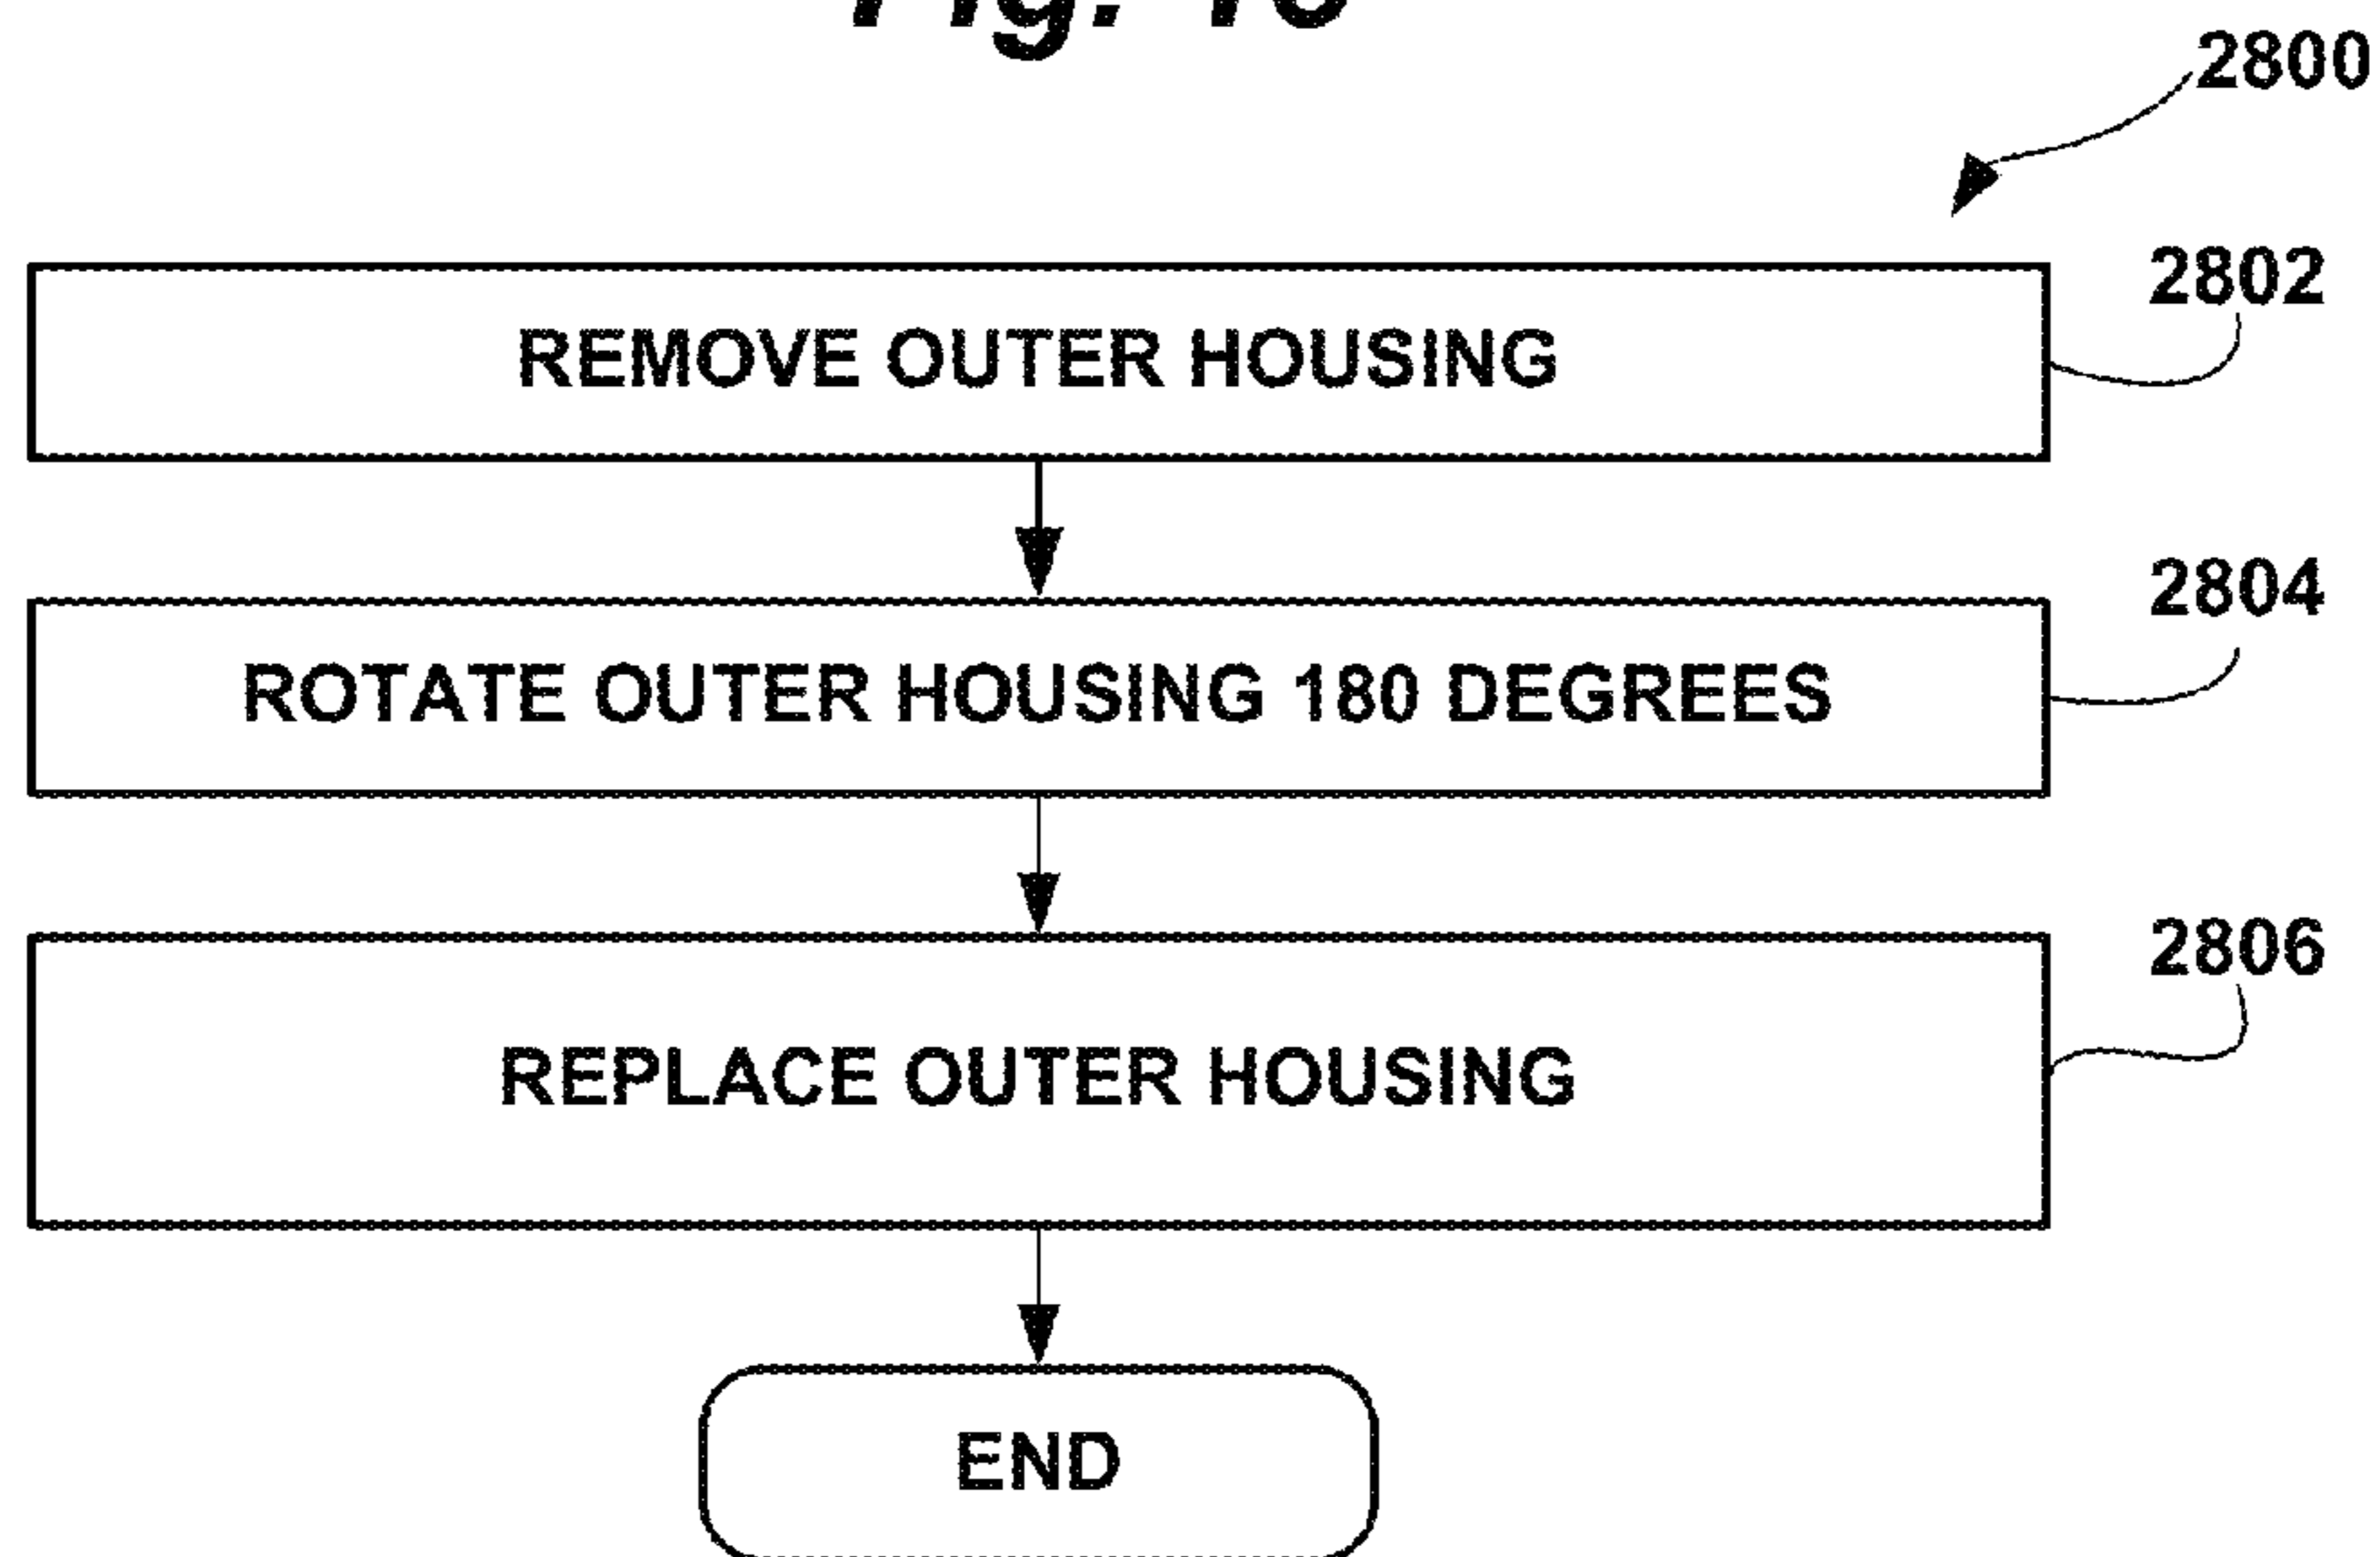 2800
2802
REMOVE OUTER HOUSING
2804
ROTATE OUTER HOUSING 180 DEGREES
2806
REPLACE OUTER HOUSING
END